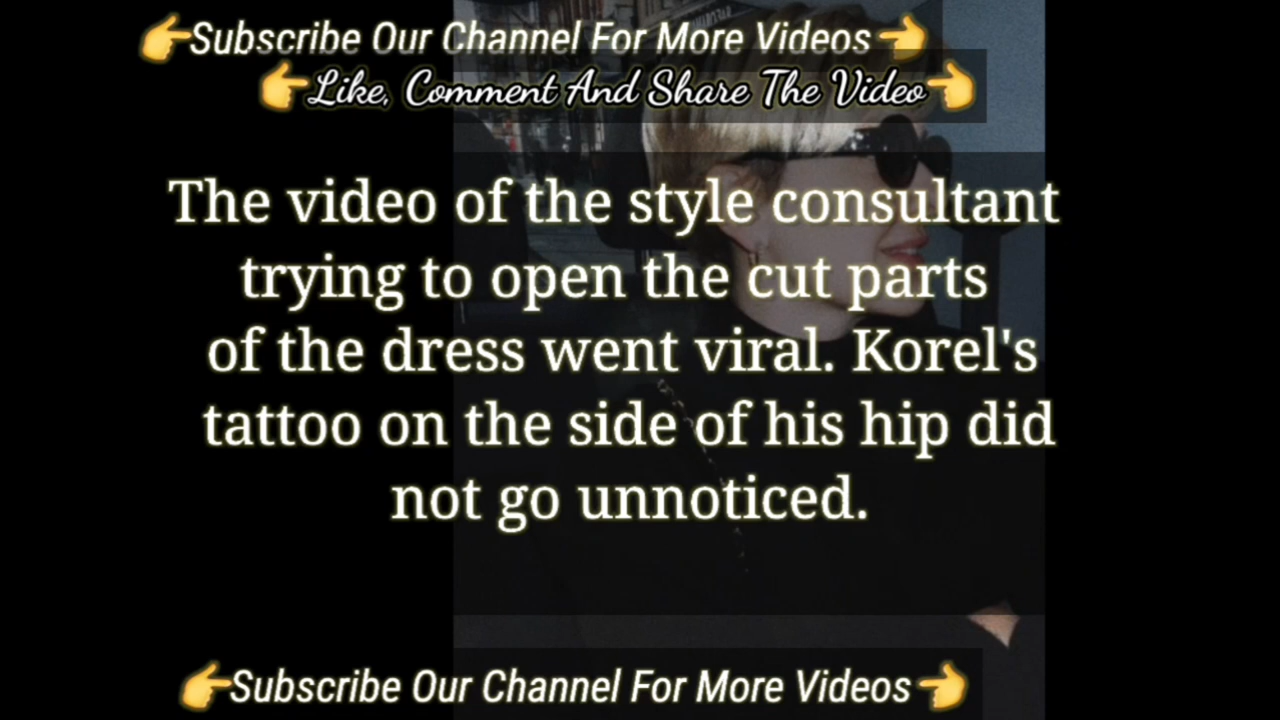 👉Subscribe Our Channel For More Videos👈
👉Like, Comment And Share The Video👈
The video of the style consultant
trying to open the cut parts
of the dress went viral. Korel's
tattoo on the side of his hip did
not go unnoticed.
👉Subscribe Our Channel For More Videos👈